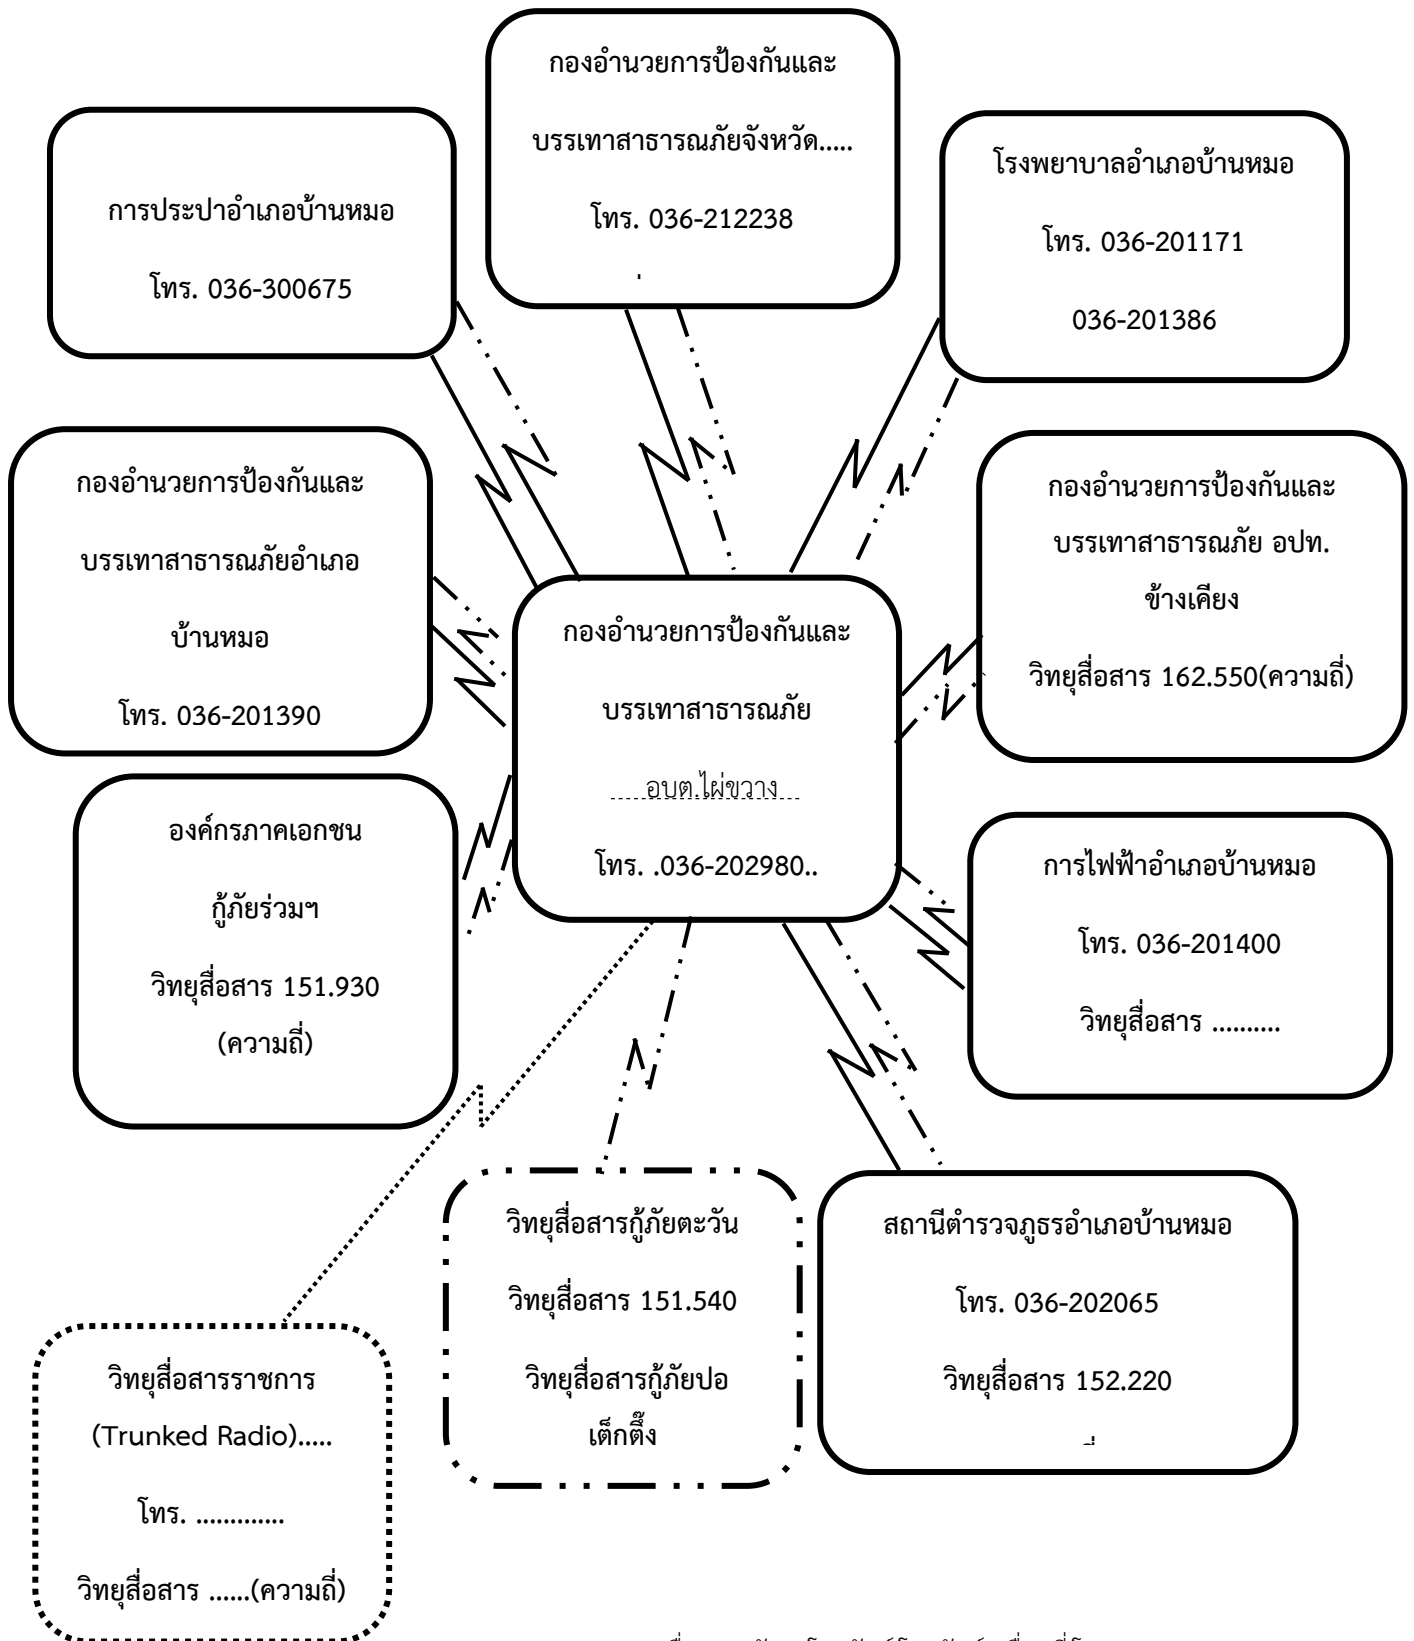 กองอำนวยการป้องกันและ
บรรเทาสาธารณภัยจังหวัด.....
โทร. 036-212238
การประปาอำเภอบ้านหมอ
โทร. 036-300675
โรงพยาบาลอำเภอบ้านหมอ
โทร. 036-201171
036-201386
กองอำนวยการป้องกันและ
บรรเทาสาธารณภัยอำเภอ
บ้านหมอ
โทร. 036-201390
กองอำนวยการป้องกันและ
บรรเทาสาธารณภัย อปท.
ข้างเคียง
วิทยุสื่อสาร 162.550(ความถี่)
กองอำนวยการป้องกันและ
บรรเทาสาธารณภัย
.....อบต.ไผ่ขวาง...
โทร. .036-202980..
องค์กรภาคเอกชน
กู้ภัยร่วมฯ
วิทยุสื่อสาร 151.930
(ความถี่)
การไฟฟ้าอำเภอบ้านหมอ
โทร. 036-201400
วิทยุสื่อสาร ..........
วิทยุสื่อสารกู้ภัยตะวัน
วิทยุสื่อสาร 151.540
วิทยุสื่อสารกู้ภัยปอ
เต็กตึ๊ง
สถานีตำรวจภูธรอำเภอบ้านหมอ
โทร. 036-202065
วิทยุสื่อสาร 152.220
วิทยุสื่อสารราชการ
(Trunked Radio).....
โทร. .............
วิทยุสื่อสาร ......(ความถี่)